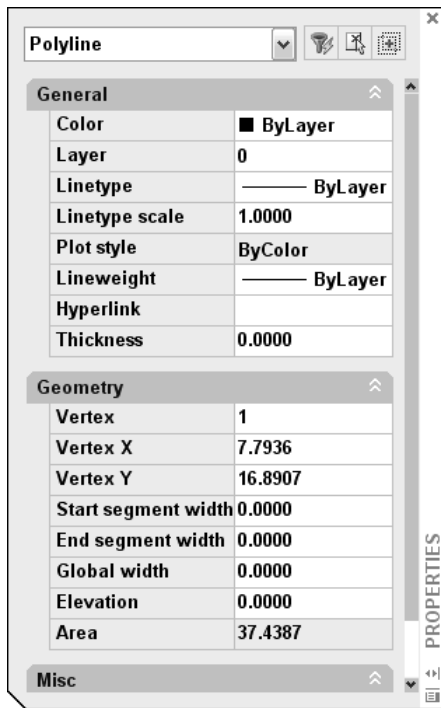 Polyline
General
Color ByLayer
Layer 0
Linetype ByLayer
Linetype scale 1.0000
Plot style ByColor
Lineweight ByLayer
Hyperlink
Thickness 0.0000
Geometry
Vertex 1
Vertex X 7.7936
Vertex Y 16.8907
Start segment width 0.0000
End segment width 0.0000
Global width 0.0000
Elevation 0.0000
Area 37.4387
Misc
PROPERTIES